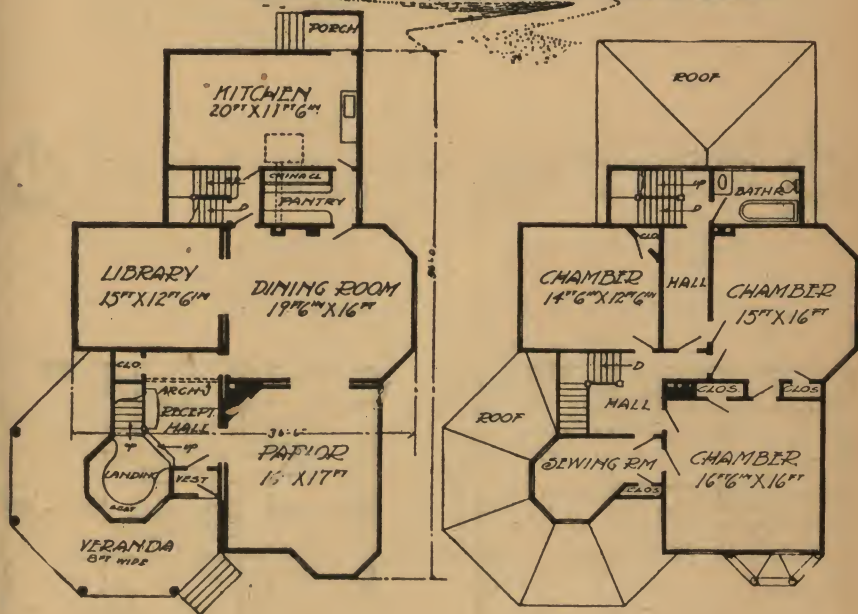 PORCH
KITCHEN
20FT X 11FT 6IN
CHINA CL
PANTRY
D
LIBRARY
15FT X 12FT 6IN
DINING ROOM
19FT 6IN X 16FT
CLO.
ARCH
RECEPT.
HALL
UP
LANDING
SEAT
VEST
PARLOR
X 17FT
VERANDA
8FT WIDE
ROOF
UP
D
BATHR.
CLO.
CHAMBER
14FT 6IN X 12FT 6IN
HALL
CHAMBER
15FT X 16FT
D
CLOS.
CLOS.
HALL
ROOF
SEWING RM
CLOS
CHAMBER
16FT 6IN X 16FT